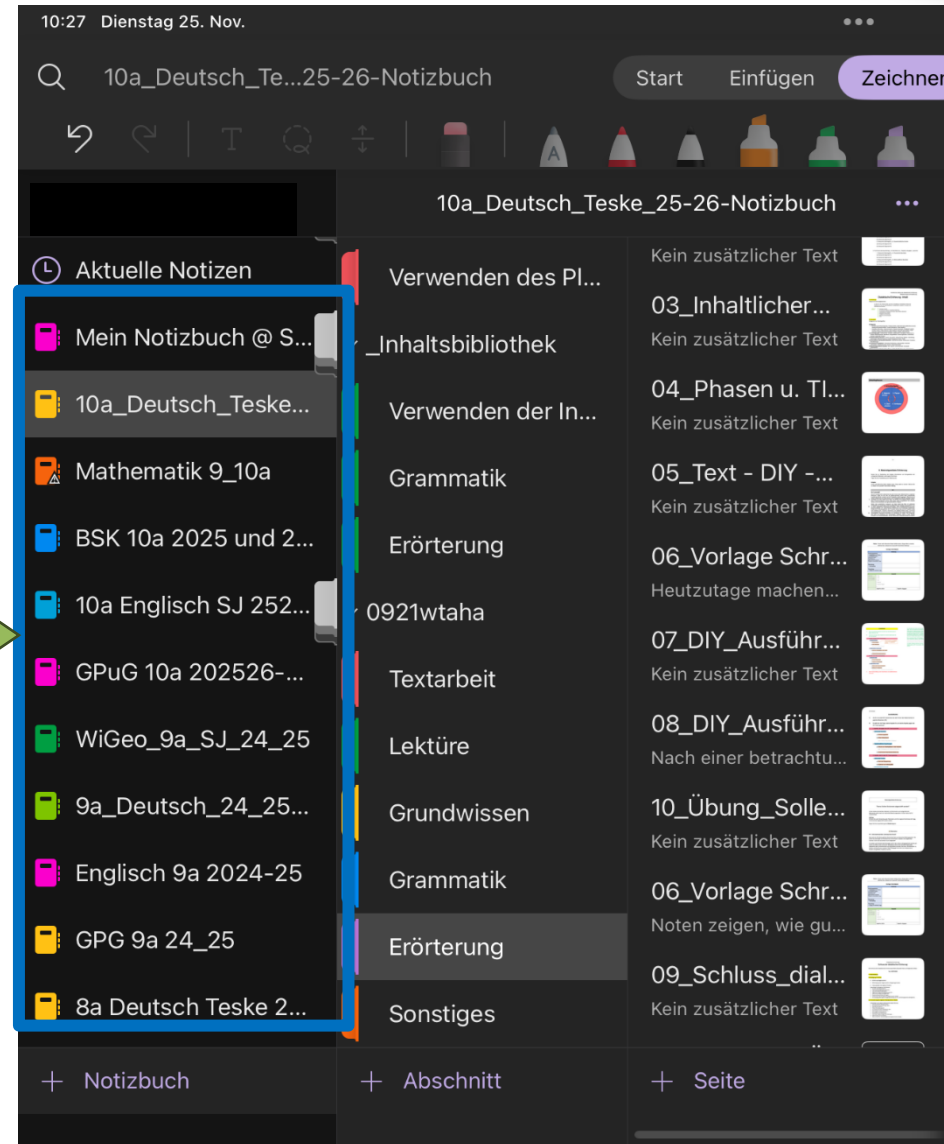 10:27 Dienstag 25. Nov.
10a_Deutsch_Te...25-26-Notizbuch
Start Einfügen Zeichnen
T
A
10a_Deutsch_Teske_25-26-Notizbuch
Aktuelle Notizen
Mein Notizbuch @ S...
10a_Deutsch_Teske...
Mathematik 9_10a
BSK 10a 2025 und 2...
10a Englisch SJ 252...
GPuG 10a 202526-...
WiGeo_9a_SJ_24_25
9a_Deutsch_24_25...
Englisch 9a 2024-25
GPG 9a 24_25
8a Deutsch Teske 2...
+ Notizbuch
Verwenden des Pl...
_Inhaltsbibliothek
Verwenden der In...
Grammatik
Erörterung
0921wtaha
Textarbeit
Lektüre
Grundwissen
Grammatik
Erörterung
Sonstiges
+ Abschnitt
Kein zusätzlicher Text
03_Inhaltlicher...
Kein zusätzlicher Text
04_Phasen u. TI...
Kein zusätzlicher Text
05_Text - DIY -...
Kein zusätzlicher Text
06_Vorlage Schr...
Heutzutage machen...
07_DIY_Ausführ...
Kein zusätzlicher Text
08_DIY_Ausführ...
Nach einer betrachtu...
10_Übung_Solle...
Kein zusätzlicher Text
06_Vorlage Schr...
Noten zeigen, wie gu...
09_Schluss_dial...
Kein zusätzlicher Text
+ Seite